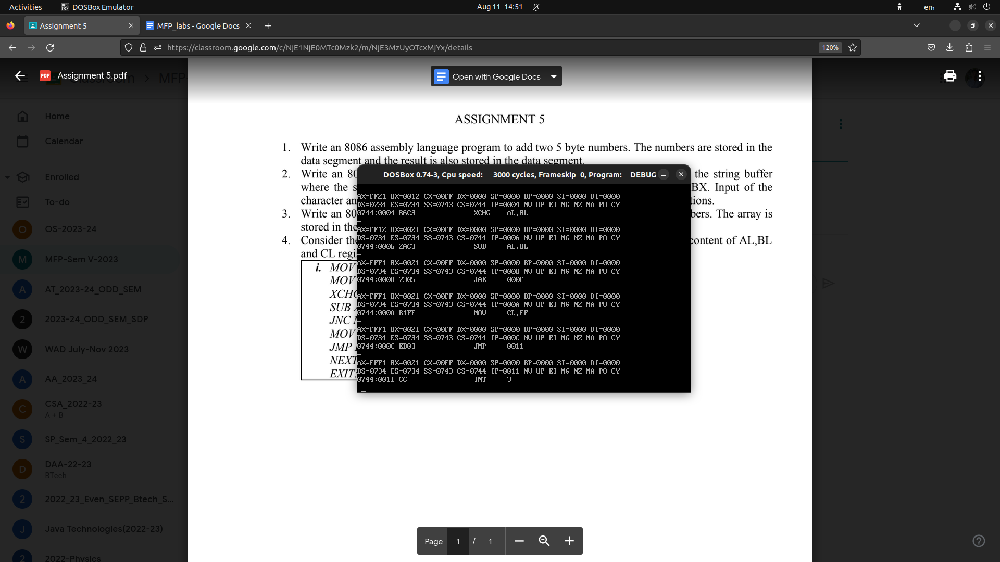 Activities
DOSBox Emulator
Aug 11 14:51
en₁
Assignment 5
MFP_labs - Google Docs
https://classroom.google.com/c/NjE1NjE0MTc0Mzk2/m/NjE3MzUyOTcxMjYx/details
120%
PDF Assignment 5.pdf
Classroom > MFP-
Open with Google Docs
Home
Calendar
Enrolled
To-do
O OS-2023-24
M MFP-Sem V-2023
A AT_2023-24_ODD_SEM
2 2023-24_ODD_SEM_SDP
W WAD July-Nov 2023
A AA_2023_24
C CSA_2022-23
A + B
S SP_Sem_4_2022_23
D DAA-22-23
BTech
2 2022_23_Even_SEPP_Btech_S...
J Java Technologies(2022-23)
2 2022-Physics
ASSIGNMENT 5
1. Write an 8086 assembly language program to add two 5 byte numbers. The numbers are stored in the
data segment and the result is also stored in the data segment.
2. Write an 80 the string buffer
where the s BX. Input of the
character an tions.
3. Write an 80 bers. The array is
stored in the
4. Consider the content of AL,BL
and CL regi
i. MOV
MOV
XCHG
SUB
JNC
MOV
JMP
NEXT
EXIT:
DOSBox 0.74-3, Cpu speed: 3000 cycles, Frameskip 0, Program: DEBUG
-
AX=FF21 BX=0012 CX=00FF DX=0000 SP=0000 BP=0000 SI=0000 DI=0000
DS=0734 ES=0734 SS=0743 CS=0744 IP=0004 NV UP EI NG NZ NA PO CY
0744:0004 86C3 XCHG AL,BL
-
AX=FF12 BX=0021 CX=00FF DX=0000 SP=0000 BP=0000 SI=0000 DI=0000
DS=0734 ES=0734 SS=0743 CS=0744 IP=0006 NV UP EI NG NZ NA PO CY
0744:0006 2AC3 SUB AL,BL
-
AX=FFF1 BX=0021 CX=00FF DX=0000 SP=0000 BP=0000 SI=0000 DI=0000
DS=0734 ES=0734 SS=0743 CS=0744 IP=0008 NV UP EI NG NZ NA PO CY
0744:0008 7305 JAE 000F
-
AX=FFF1 BX=0021 CX=00FF DX=0000 SP=0000 BP=0000 SI=0000 DI=0000
DS=0734 ES=0734 SS=0743 CS=0744 IP=000A NV UP EI NG NZ NA PO CY
0744:000A B1FF MOV CL,FF
-
AX=FFF1 BX=0021 CX=00FF DX=0000 SP=0000 BP=0000 SI=0000 DI=0000
DS=0734 ES=0734 SS=0743 CS=0744 IP=000C NV UP EI NG NZ NA PO CY
0744:000C EB03 JMP 0011
-
AX=FFF1 BX=0021 CX=00FF DX=0000 SP=0000 BP=0000 SI=0000 DI=0000
DS=0734 ES=0734 SS=0743 CS=0744 IP=0011 NV UP EI NG NZ NA PO CY
0744:0011 CC INT 3
-_
Page 1 / 1